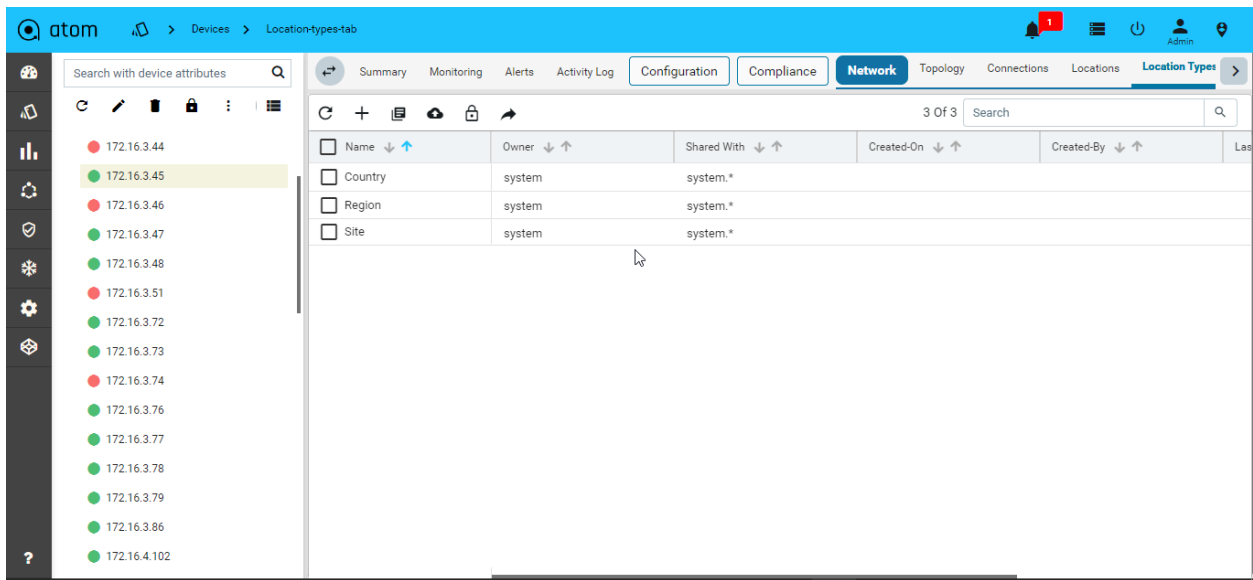 atom
Devices
Location-types-tab
1
Admin
Search with device attributes
Summary
Monitoring
Alerts
Activity Log
Configuration
Compliance
Network
Topology
Connections
Locations
Location Types
3 Of 3
Search
Name
Owner
Shared With
Created-On
Created-By
Las
Country
system
system.*
Region
system
system.*
Site
system
system.*
172.16.3.44
172.16.3.45
172.16.3.46
172.16.3.47
172.16.3.48
172.16.3.51
172.16.3.72
172.16.3.73
172.16.3.74
172.16.3.76
172.16.3.77
172.16.3.78
172.16.3.79
172.16.3.86
172.16.4.102
?